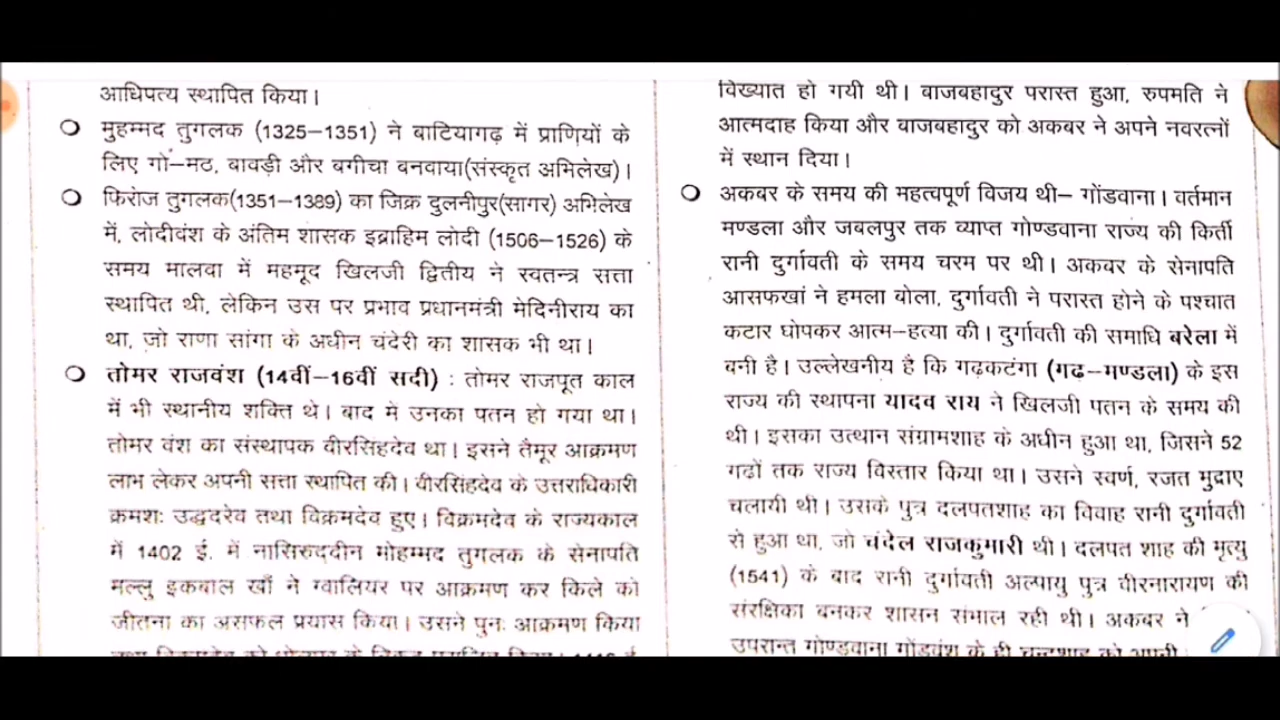 आधिपत्य स्थापित किया।
मुहम्मद तुगलक (1325–1351) ने बाटियागढ़ में प्राणियों के
लिए गो–मठ, बावड़ी और बगीचा बनवाया(संस्कृत अभिलेख)।
फिरोज तुगलक(1351–1389) का जिक्र दुलनीपुर(सागर) अभिलेख
में, लोदीवंश के अंतिम शासक इब्राहिम लोदी (1506–1526) के
समय मालवा में महमूद खिलजी द्वितीय ने स्वतन्त्र सत्ता
स्थापित थी, लेकिन उस पर प्रभाव प्रधानमंत्री मेदिनीराय का
था, जो राणा सांगा के अधीन चंदेरी का शासक भी था।
तोमर राजवंश (14वीं–16वीं सदी) : तोमर राजपूत काल
में भी स्थानीय शक्ति थे। बाद मे उनका पतन हो गया था।
तोमर वंश का संस्थापक वीरसिंहदेव था। इसने तैमूर आक्रमण
लाभ लेकर अपनी सत्ता स्थापित की। वीरसिंहदेव के उत्तराधिकारी
क्रमशः उद्धदरेव तथा विक्रमदेव हुए। विक्रमदेव के राज्यकाल
में 1402 ई. में नासिरुद्दीन मोहम्मद तुगलक के सेनापति
मल्लु इकबाल खाँ ने ग्वालियर पर आक्रमण कर किले को
जीतना का असफल प्रयास किया। उसने पुनः आक्रमण किया
विख्यात हो गयी थी। बाजबहादुर परास्त हुआ, रुपमति ने
आत्मदाह किया और बाजबहादुर को अकबर ने अपने नवरत्नों
में स्थान दिया।
अकबर के समय की महत्वपूर्ण विजय थी– गोंडवाना। वर्तमान
मण्डला और जबलपुर तक व्याप्त गोण्डवाना राज्य की किर्ती
रानी दुर्गावती के समय चरम पर थी। अकबर के सेनापति
आसफखां ने हमला बोला, दुर्गावती ने परास्त होने के पश्चात
कटार घोपकर आत्म–हत्या की। दुर्गावती की समाधि बरेला में
बनी है। उल्लेखनीय है कि गढ़कटंगा (गढ़–मण्डला) के इस
राज्य की स्थापना यादव राय ने खिलजी पतन के समय की
थी। इसका उत्थान संग्रामशाह के अधीन हुआ था, जिसने 52
गढों तक राज्य विस्तार किया था। उसने स्वर्ण, रजत मुद्राए
चलायी थी। उसके पुत्र दलपतशाह का विवाह रानी दुर्गावती
से हुआ था, जो चंदेल राजकुमारी थी। दलपत शाह की मृत्यु
(1541) के बाद रानी दुर्गावती अल्पायु पुत्र वीरनारायण की
संरक्षिका बनकर शासन संभाल रही थी। अकबर ने
उपरान्त गोण्डवाना गोंडवंश के ही चन्द्रशाह को अपनी